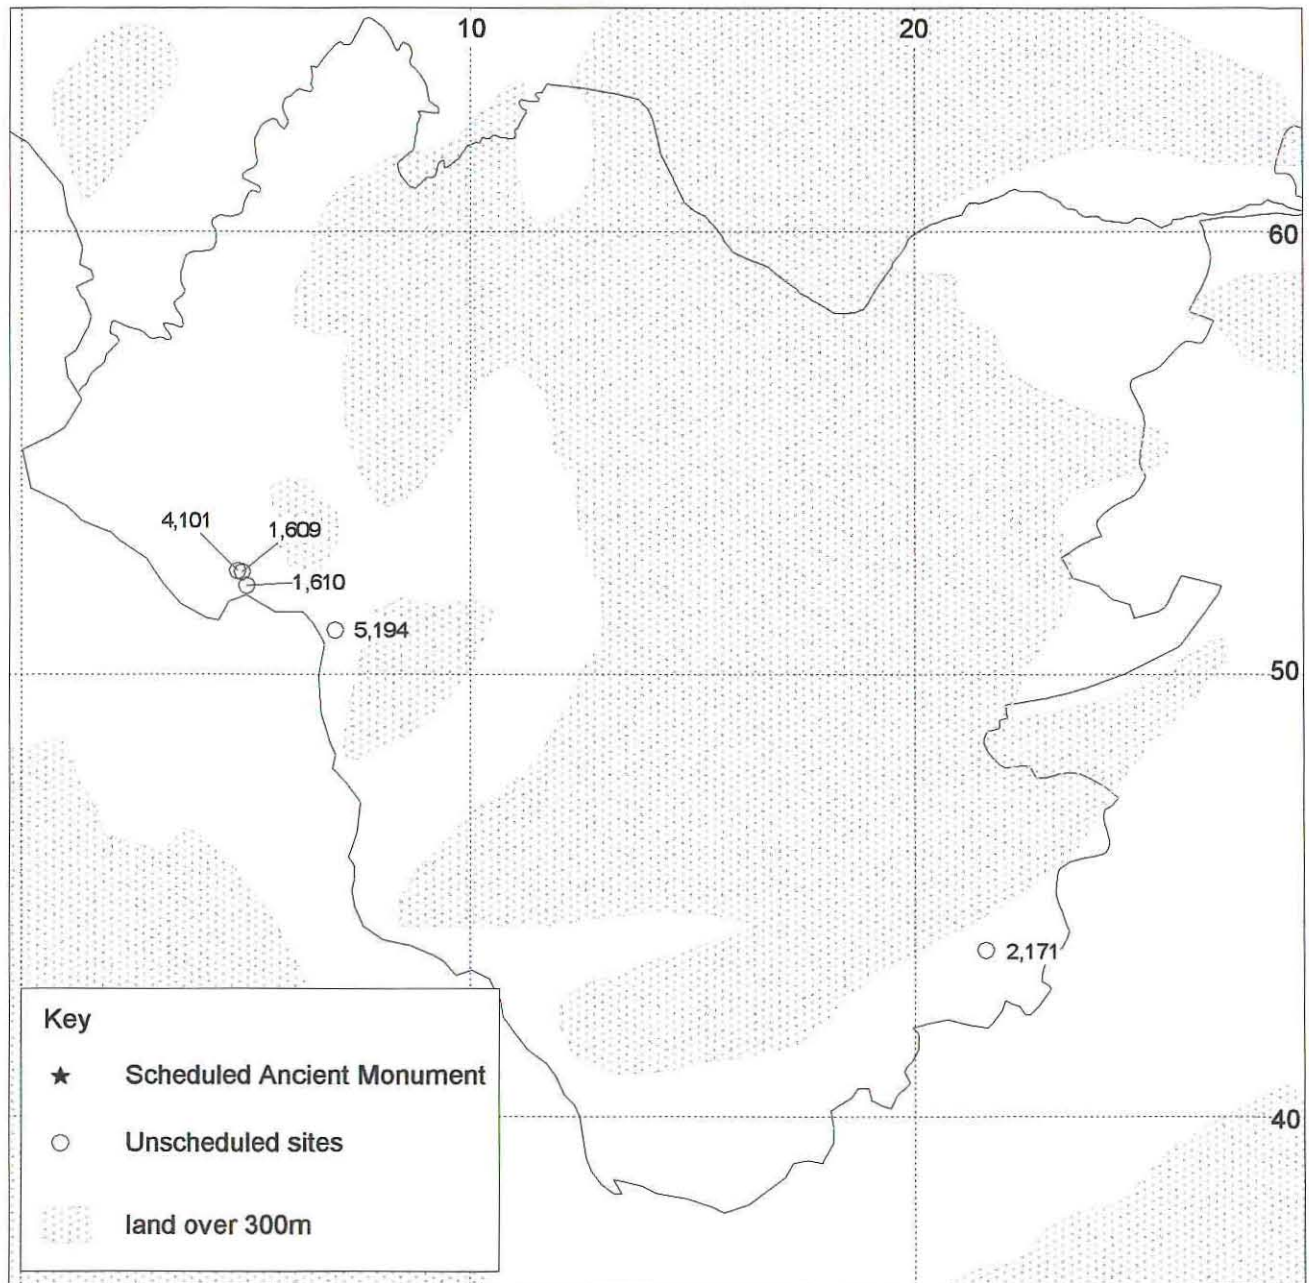 10
20
60
4,101
1,609
1,610
5,194
50
2,171
Key
Scheduled Ancient Monument
Unscheduled sites
land over 300m
40